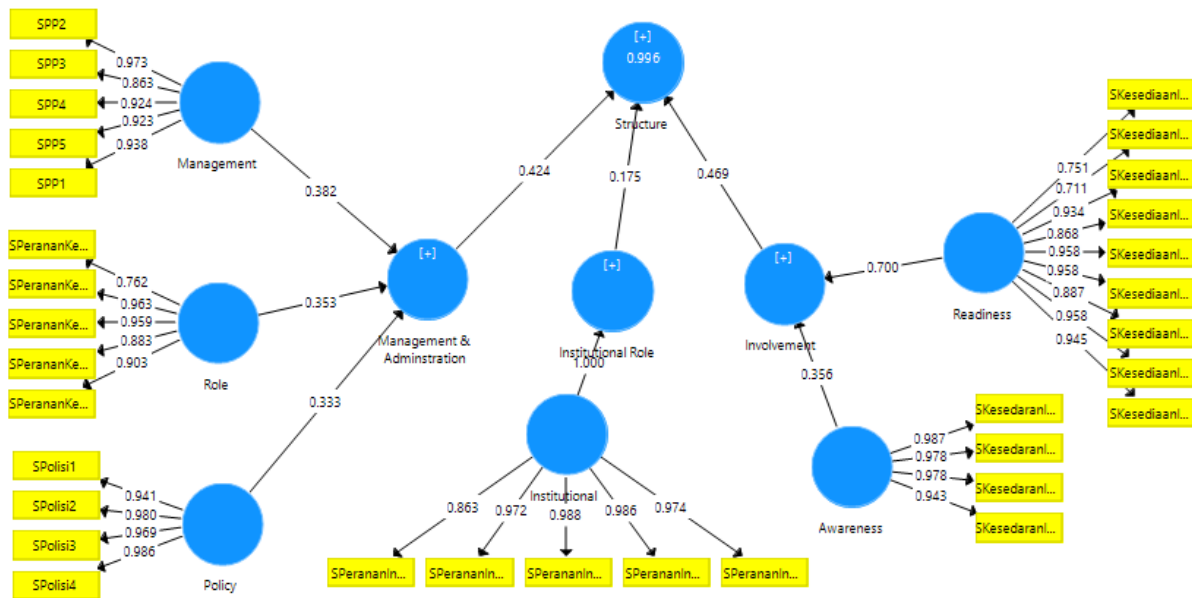 SPP2
SPP3
SPP4
SPP5
SPP1
0.973
0.863
0.924
0.923
0.938
Management
0.382
SPerananKe...
SPerananKe...
SPerananKe...
SPerananKe...
SPerananKe...
0.762
0.963
0.959
0.883
0.903
Role
0.353
SPolisi1
SPolisi2
SPolisi3
SPolisi4
0.941
0.980
0.969
0.986
Policy
0.333
[+]
Management &
Adminstration
0.424
[+]
0.996
Structure
0.175
[+]
Institutional Role
1.000
Institutional
0.863
0.972
0.988
0.986
0.974
SPerananin...
SPerananin...
SPerananin...
SPerananin...
SPerananin...
0.469
[+]
Involvement
0.700
0.356
Readiness
0.751
0.711
0.934
0.868
0.958
0.958
0.887
0.958
0.945
SKesediaanl...
SKesediaanl...
SKesediaanl...
SKesediaanl...
SKesediaanl...
SKesediaanl...
SKesediaanl...
SKesediaanl...
SKesediaanl...
Awareness
0.987
0.978
0.978
0.943
SKesedaranl...
SKesedaranl...
SKesedaranl...
SKesedaranl...